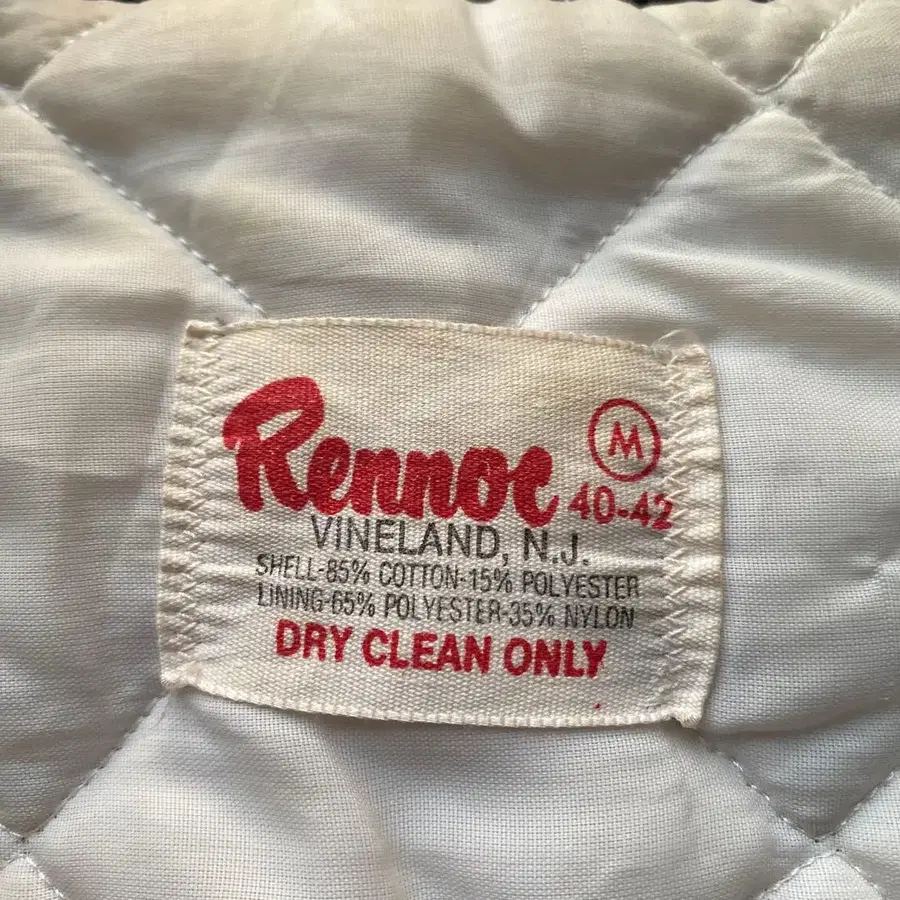 Rennoc
M
40-42
VINELAND, N.J.
SHELL-85% COTTON-15% POLYESTER
LINING-65% POLYESTER-35% NYLON
DRY CLEAN ONLY